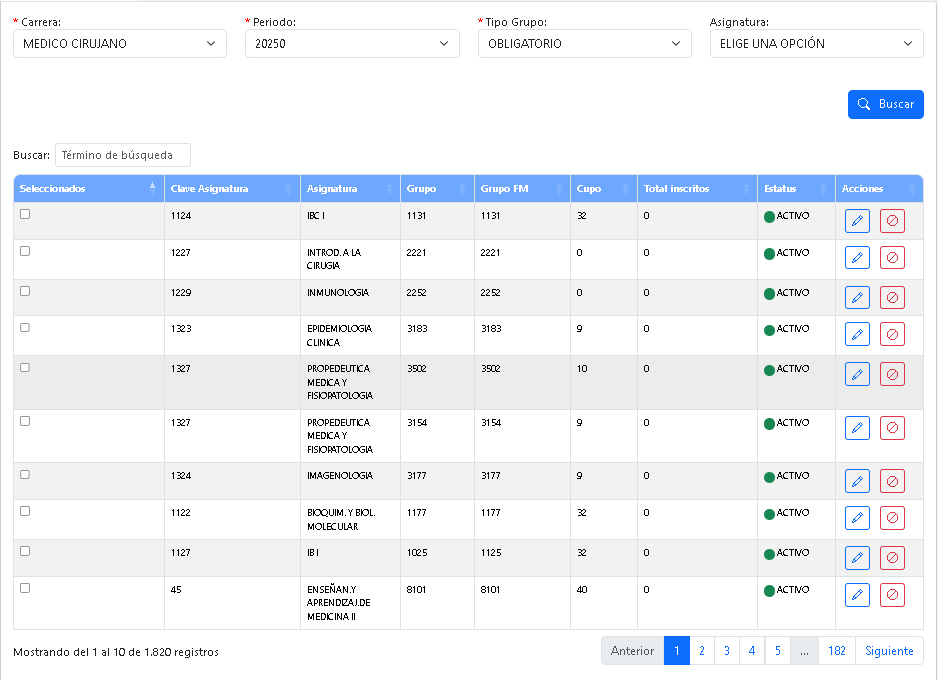 * Carrera: * Periodo: * Tipo Grupo: Asignatura:
MEDICO CIRUJANO 20250 OBLIGATORIO ELIGE UNA OPCIÓN
Buscar
Buscar: Término de búsqueda
Seleccionados Clave Asignatura Asignatura Grupo Grupo FM Cupo Total inscritos Estatus Acciones
1124 IBC I 1131 1131 32 0 ACTIVO
1227 INTROD. A LA 2221 2221 0 0 ACTIVO
CIRUGIA
1229 INMUNOLOGIA 2252 2252 0 0 ACTIVO
1323 EPIDEMIOLOGIA 3183 3183 9 0 ACTIVO
CLINICA
1327 PROPEDEUTICA 3502 3502 10 0 ACTIVO
MEDICA Y
FISIOPATOLOGIA
1327 PROPEDEUTICA 3154 3154 9 0 ACTIVO
MEDICA Y
FISIOPATOLOGIA
1324 IMAGENOLOGIA 3177 3177 9 0 ACTIVO
1122 BIOQUIM. Y BIOL. 1177 1177 32 0 ACTIVO
MOLECULAR
1127 IB I 1025 1125 32 0 ACTIVO
45 ENSEÑAN.Y 8101 8101 40 0 ACTIVO
APRENDIZAJ.DE
MEDICINA II
Mostrando del 1 al 10 de 1.820 registros
Anterior 1 2 3 4 5 ... 182 Siguiente